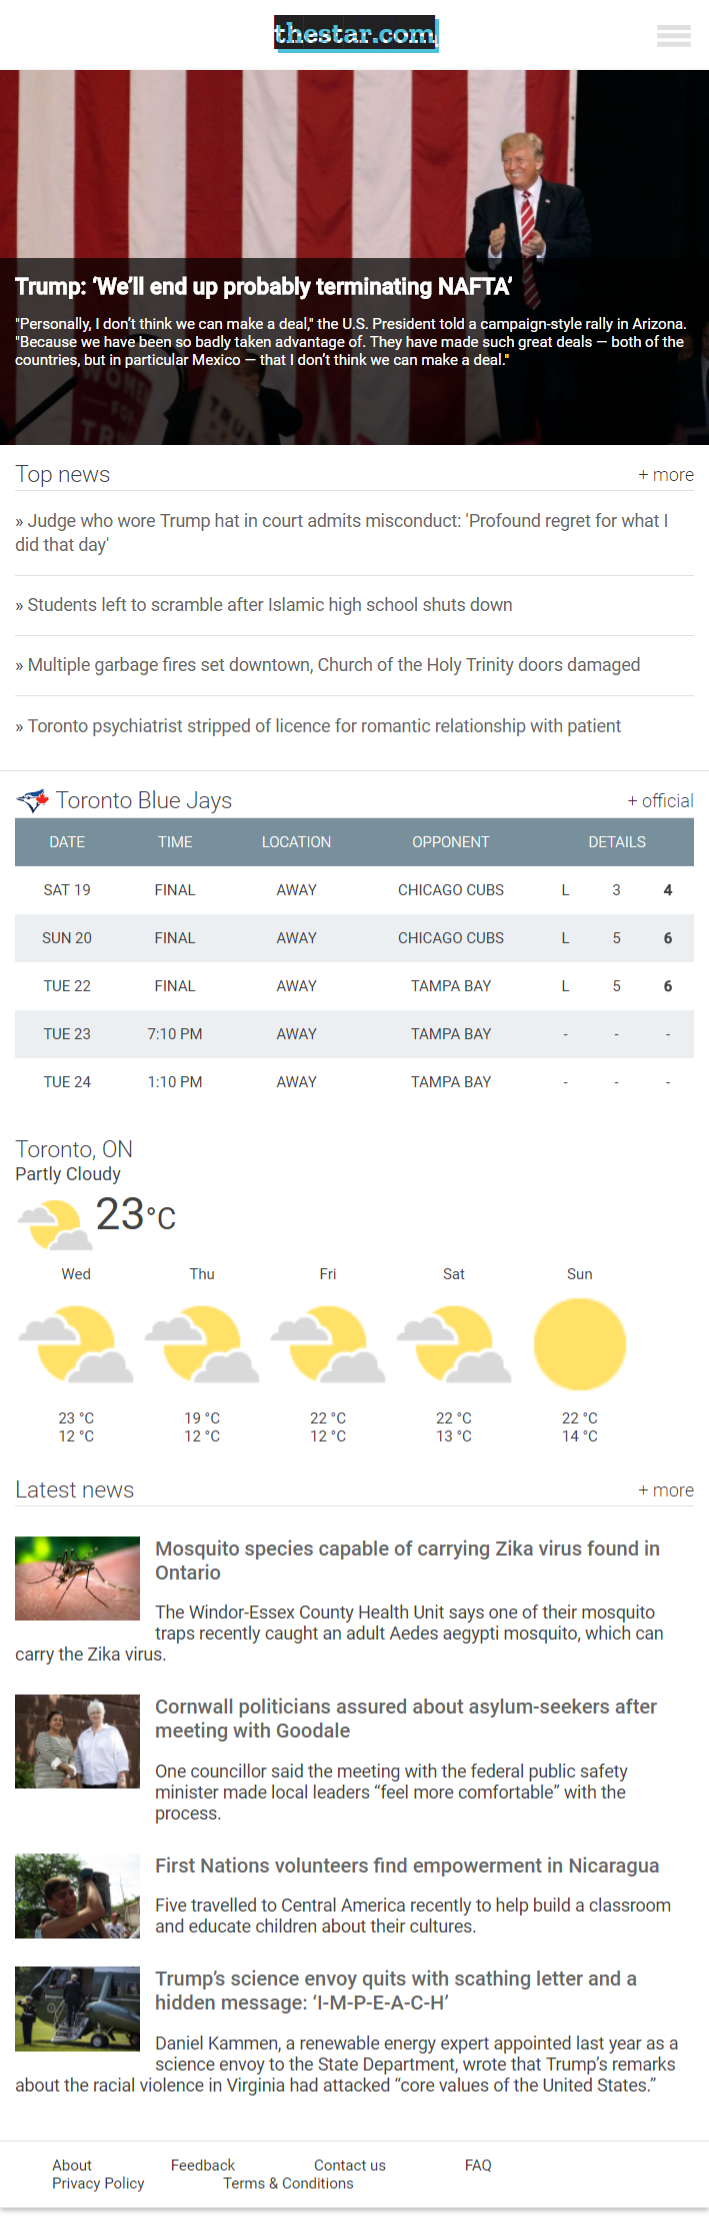 thestar.com
Trump: ‘We’ll end up probably terminating NAFTA’
"Personally, I don’t think we can make a deal," the U.S. President told a campaign-style rally in Arizona.
"Because we have been so badly taken advantage of. They have made such great deals — both of the
countries, but in particular Mexico — that I don’t think we can make a deal."
Top news + more
» Judge who wore Trump hat in court admits misconduct: 'Profound regret for what I
did that day'
» Students left to scramble after Islamic high school shuts down
» Multiple garbage fires set downtown, Church of the Holy Trinity doors damaged
» Toronto psychiatrist stripped of licence for romantic relationship with patient
Toronto Blue Jays + official
DATE TIME LOCATION OPPONENT DETAILS
SAT 19 FINAL AWAY CHICAGO CUBS L 3 4
SUN 20 FINAL AWAY CHICAGO CUBS L 5 6
TUE 22 FINAL AWAY TAMPA BAY L 5 6
TUE 23 7:10 PM AWAY TAMPA BAY - - -
TUE 24 1:10 PM AWAY TAMPA BAY - - -
Toronto, ON
Partly Cloudy
23°C
Wed Thu Fri Sat Sun
23 °C 19 °C 22 °C 22 °C 22 °C
12 °C 12 °C 12 °C 13 °C 14 °C
Latest news + more
Mosquito species capable of carrying Zika virus found in
Ontario
The Windor-Essex County Health Unit says one of their mosquito
traps recently caught an adult Aedes aegypti mosquito, which can
carry the Zika virus.
Cornwall politicians assured about asylum-seekers after
meeting with Goodale
One councillor said the meeting with the federal public safety
minister made local leaders “feel more comfortable” with the
process.
First Nations volunteers find empowerment in Nicaragua
Five travelled to Central America recently to help build a classroom
and educate children about their cultures.
Trump’s science envoy quits with scathing letter and a
hidden message: ‘I-M-P-E-A-C-H’
Daniel Kammen, a renewable energy expert appointed last year as a
science envoy to the State Department, wrote that Trump’s remarks
about the racial violence in Virginia had attacked “core values of the United States.”
About Feedback Contact us FAQ
Privacy Policy Terms & Conditions